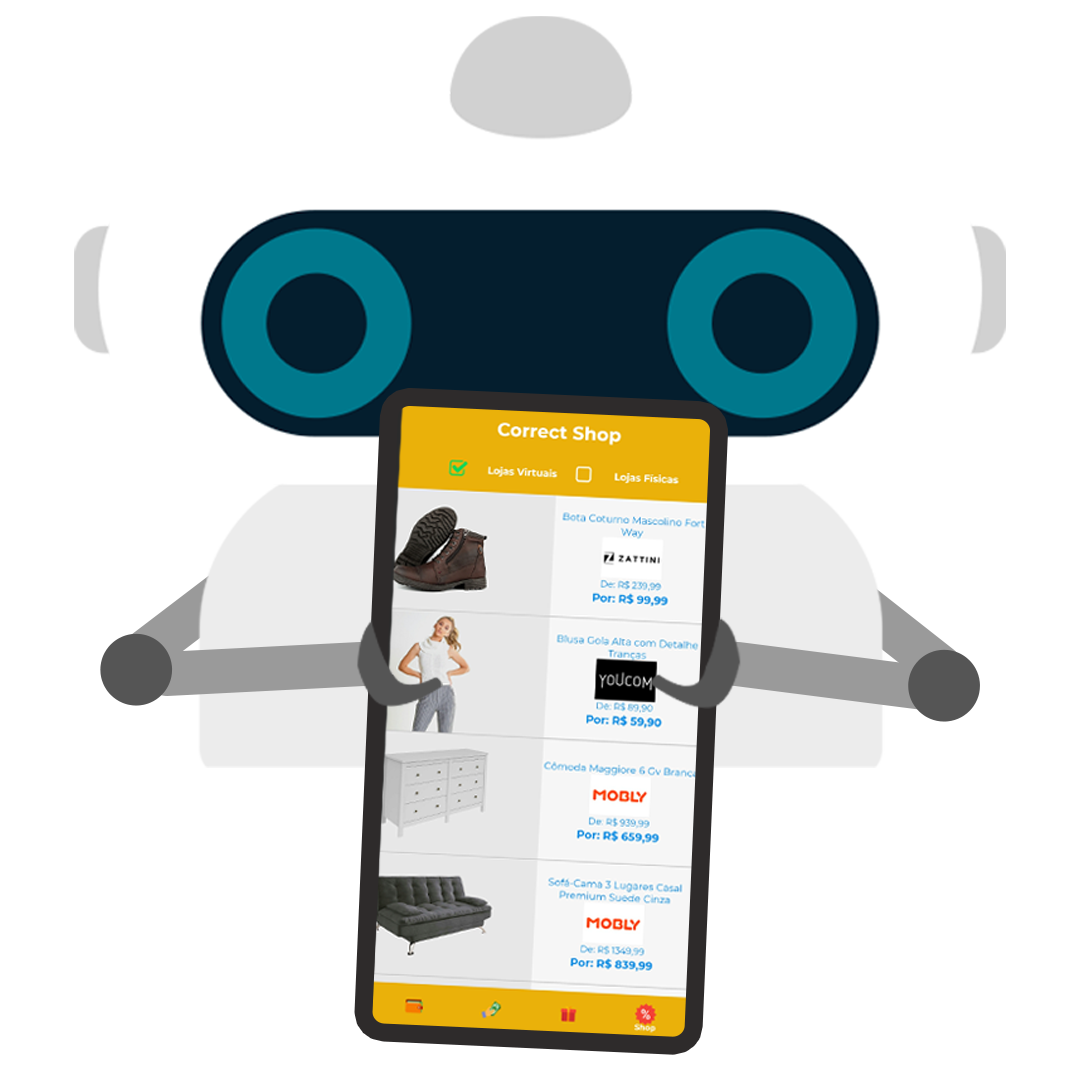 Correct Shop
Lojas Virtuais
Lojas Físicas
Bota Coturno Mascolino Fort
Way
ZATTINI
De: R$ 239,99
Por: R$ 99,99
Blusa Gola Alta com Detalhe
Tranças
YOUCOM
De: R$ 89,90
Por: R$ 59,90
Cômoda Maggiore 6 Gv Branca
MOBLY
De: R$ 939,99
Por: R$ 659,99
Sofá-Cama 3 Lugares Casal
Premium Suede Cinza
MOBLY
De: R$ 1349,99
Por: R$ 839,99
%
Shop